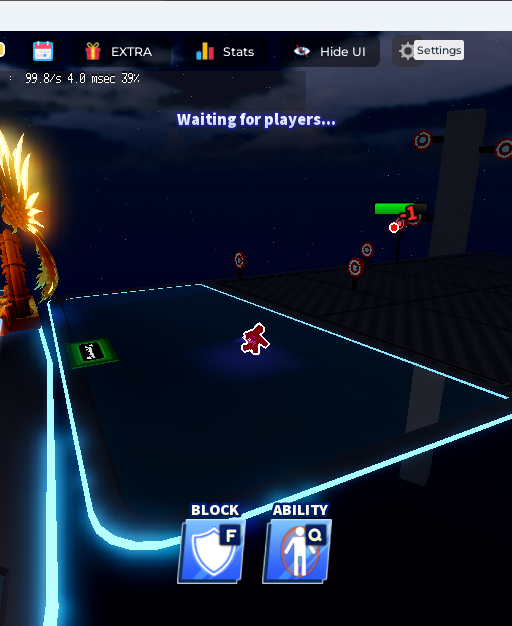 EXTRA
Stats
Hide UI
Settings
: 99.8/s 4.0 msec 39%
Waiting for players...
-1
BLOCK
ABILITY
F
Q